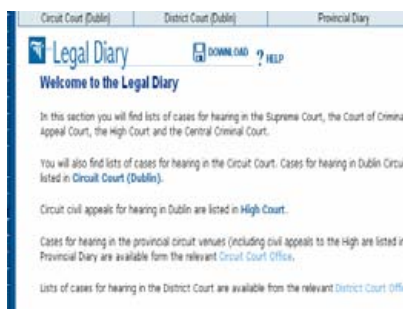 Circuit Court (Dublin) District Court (Dublin) Provincial Diary
Legal Diary DOWNLOAD ? HELP
Welcome to the Legal Diary
In this section you will find lists of cases for hearing in the Supreme Court, the Court of Crimina
Appeal Court, the High Court and the Central Criminal Court.
You will also find lists of cases for hearing in the Circuit Court. Cases for hearing in Dublin Circu
listed in Circuit Court (Dublin).
Circuit civil appeals for hearing in Dublin are listed in High Court.
Cases for hearing in the provincial circuit venues (including civil appeals to the High are listed in
Provincial Diary are available form the relevant Circuit Court Office.
Lists of cases for hearing in the District Court are available from the relevant District Court Offi